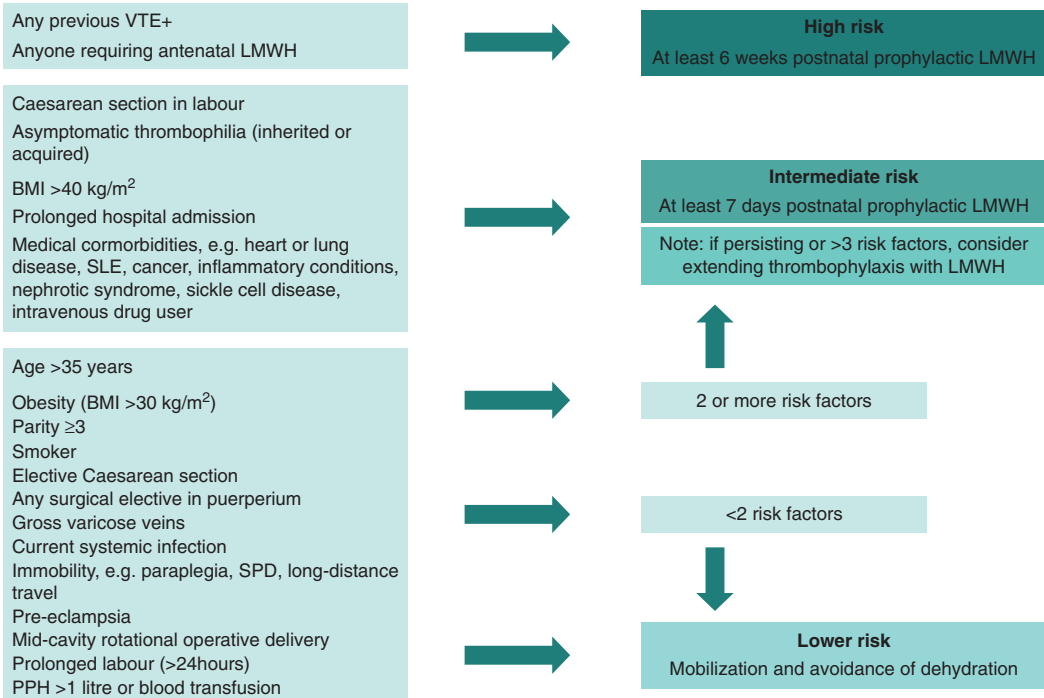 Any previous VTE+
Anyone requiring antenatal LMWH
High risk
At least 6 weeks postnatal prophylactic LMWH
Caesarean section in labour
Asymptomatic thrombophilia (inherited or
acquired)
BMI >40 kg/m²
Prolonged hospital admission
Medical cormorbidities, e.g. heart or lung
disease, SLE, cancer, inflammatory conditions,
nephrotic syndrome, sickle cell disease,
intravenous drug user
Intermediate risk
At least 7 days postnatal prophylactic LMWH
Note: if persisting or >3 risk factors, consider
extending thrombophylaxis with LMWH
Age >35 years
Obesity (BMI >30 kg/m²)
Parity ≥3
Smoker
Elective Caesarean section
Any surgical elective in puerperium
Gross varicose veins
Current systemic infection
Immobility, e.g. paraplegia, SPD, long-distance
travel
Pre-eclampsia
Mid-cavity rotational operative delivery
Prolonged labour (>24hours)
PPH >1 litre or blood transfusion
2 or more risk factors
<2 risk factors
Lower risk
Mobilization and avoidance of dehydration